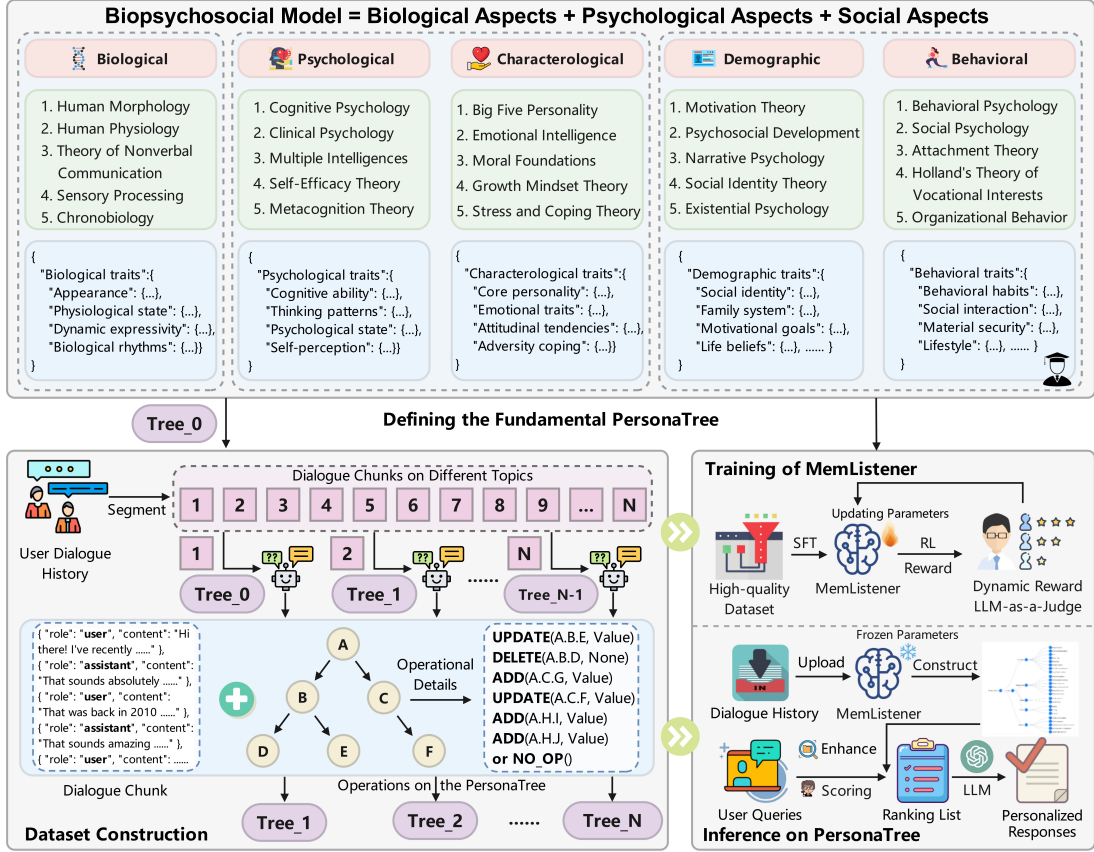 Biopsychosocial Model = Biological Aspects + Psychological Aspects + Social Aspects
Biological
1. Human Morphology
2. Human Physiology
3. Theory of Nonverbal
Communication
4. Sensory Processing
5. Chronobiology
{
"Biological traits":{
"Appearance": {...},
"Physiological state": {...},
"Dynamic expressivity": {...},
"Biological rhythms": {...}}
}
Psychological
1. Cognitive Psychology
2. Clinical Psychology
3. Multiple Intelligences
4. Self-Efficacy Theory
5. Metacognition Theory
{
"Psychological traits":{
"Cognitive ability": {...},
"Thinking patterns": {...},
"Psychological state": {...},
"Self-perception": {...}}
}
Characterological
1. Big Five Personality
2. Emotional Intelligence
3. Moral Foundations
4. Growth Mindset Theory
5. Stress and Coping Theory
{
"Characterological traits":{
"Core personality": {...},
"Emotional traits": {...},
"Attitudinal tendencies": {...},
"Adversity coping": {...}}
}
Demographic
1. Motivation Theory
2. Psychosocial Development
3. Narrative Psychology
4. Social Identity Theory
5. Existential Psychology
{
"Demographic traits":{
"Social identity": {...},
"Family system": {...},
"Motivational goals": {...},
"Life beliefs": {...}, ...... }
}
Behavioral
1. Behavioral Psychology
2. Social Psychology
3. Attachment Theory
4. Holland's Theory of
Vocational Interests
5. Organizational Behavior
{
"Behavioral traits":{
"Behavioral habits": {...},
"Social interaction": {...},
"Material security": {...},
"Lifestyle": {...}, ...... }
}
Tree_0
Defining the Fundamental PersonaTree
User Dialogue
History
Segment
Dialogue Chunks on Different Topics
1 2 3 4 5 6 7 8 9 ... N
1
??
Tree_0
2
??
Tree_1
......
N
??
Tree_N-1
{ "role": "user", "content": "Hi
there! I've recently ......" },
{ "role": "assistant", "content":
"That sounds absolutely ......" },
{ "role": "user", "content":
"That was back in 2010 ......" },
{ "role": "assistant", "content":
"That sounds amazing ......" },
{ "role": "user", "content": ......
Dialogue Chunk
A
B
C
D
E
F
Operational
Details
UPDATE(A.B.E, Value)
DELETE(A.B.D, None)
ADD(A.C.G, Value)
UPDATE(A.C.F, Value)
ADD(A.H.I, Value)
ADD(A.H.J, Value)
or NO_OP()
Operations on the PersonaTree
Tree_1
Tree_2
......
Tree_N
Dataset Construction
Training of MemListener
High-quality
Dataset
SFT
Updating Parameters
MemListener
RL
Reward
Dynamic Reward
LLM-as-a-Judge
IN
Dialogue History
Upload
Frozen Parameters
MemListener
Construct
User Queries
Enhance
Scoring
Ranking List
LLM
Personalized
Responses
Inference on PersonaTree